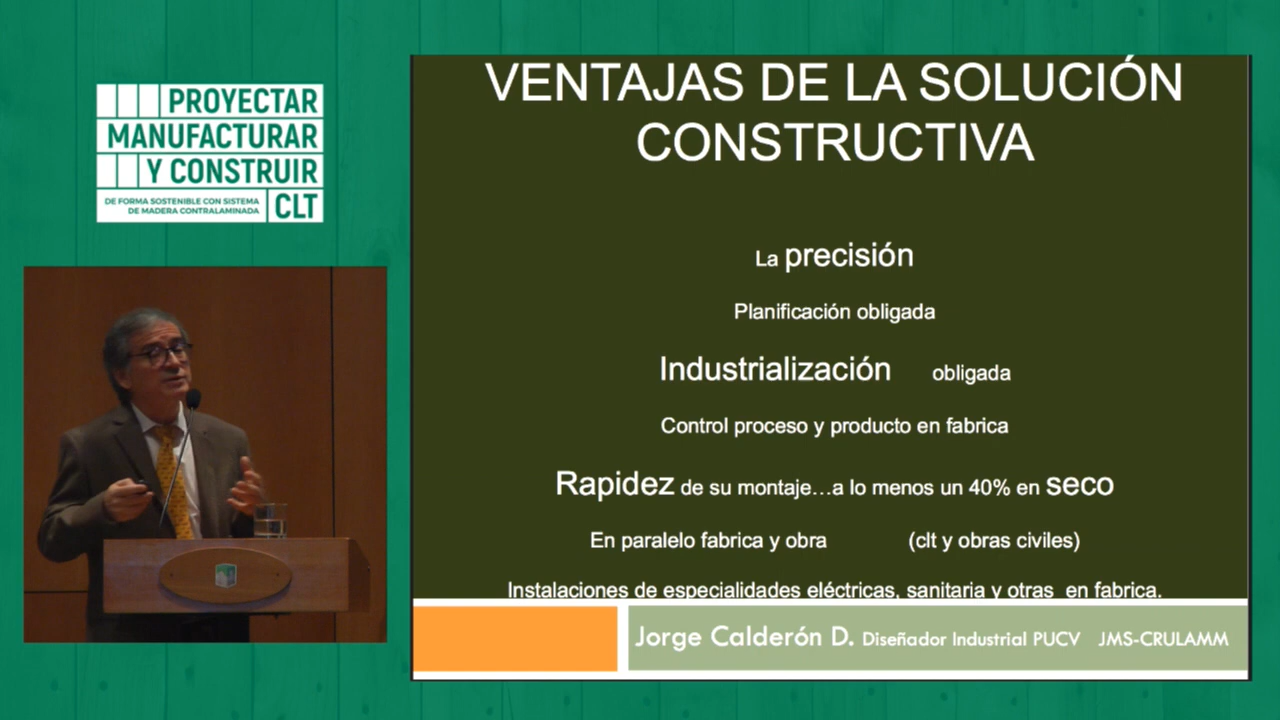 PROYECTAR
MANUFACTURAR
Y CONSTRUIR
DE FORMA SOSTENIBLE CON SISTEMA
DE MADERA CONTRALAMINADA
CLT
VENTAJAS DE LA SOLUCIÓN
CONSTRUCTIVA
La precisión
Planificación obligada
Industrialización obligada
Control proceso y producto en fabrica
Rapidez de su montaje...a lo menos un 40% en seco
En paralelo fabrica y obra (clt y obras civiles)
Instalaciones de especialidades eléctricas, sanitaria y otras en fabrica.
Jorge Calderón D. Diseñador Industrial PUCV JMS-CRULAMM